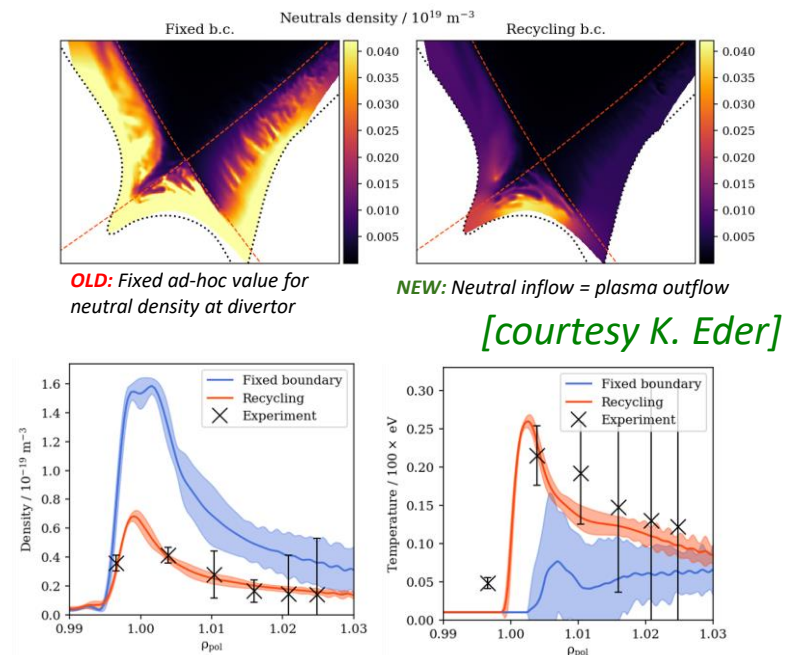 Neutrals density / 10¹⁹ m⁻³
Fixed b.c.
Recycling b.c.
0.040
0.035
0.030
0.025
0.020
0.015
0.010
0.005
0.040
0.035
0.030
0.025
0.020
0.015
0.010
0.005
OLD: Fixed ad-hoc value for
neutral density at divertor
NEW: Neutral inflow = plasma outflow
[courtesy K. Eder]
Density / 10⁻¹⁹ m⁻³
1.6
1.4
1.2
1.0
0.8
0.6
0.4
0.2
0.0
Fixed boundary
Recycling
Experiment
0.99
1.00
1.01
1.02
1.03
ρpol
Temperature / 100 × eV
0.30
0.25
0.20
0.15
0.10
0.05
0.00
Fixed boundary
Recycling
Experiment
0.99
1.00
1.01
1.02
1.03
ρpol